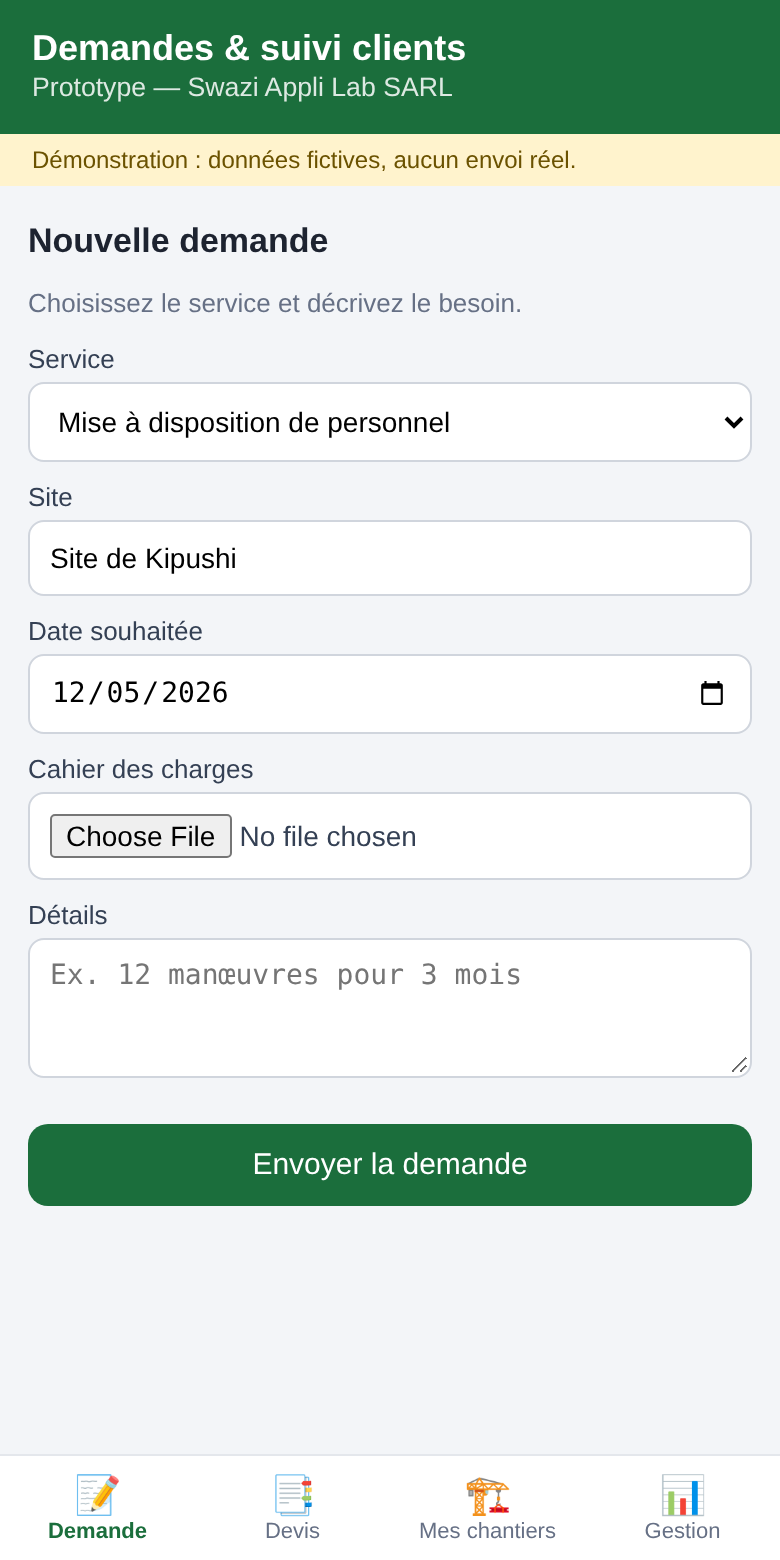 Demandes & suivi clients
Prototype — Swazi Appli Lab SARL
Démonstration : données fictives, aucun envoi réel.
Nouvelle demande
Choisissez le service et décrivez le besoin.
Service
Mise à disposition de personnel
Site
Site de Kipushi
Date souhaitée
12/05/2026
Cahier des charges
Choose File No file chosen
Détails
Ex. 12 manœuvres pour 3 mois
Envoyer la demande
Demande Devis Mes chantiers Gestion